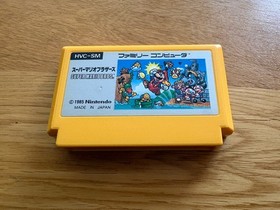 HVC-SM
ファミリー コンピュータ
スーパーマリオブラザーズ
SUPER MARIO BROS.
©1985 Nintendo
MADE IN JAPAN